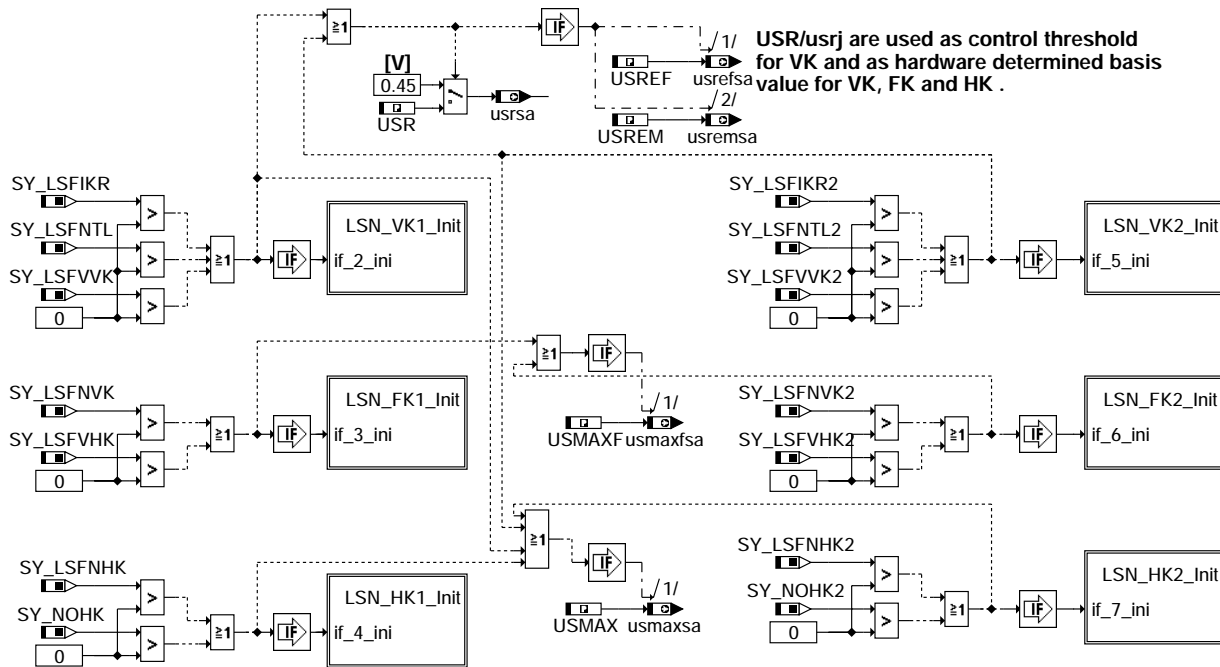 ≧1
IF
/1/
USREF
usrefsa
USR/usrj are used as control threshold
for VK and as hardware determined basis
value for VK, FK and HK .
[V]
0.45
USR
usrsa
/2/
USREM
usremsa
SY_LSFIKR
SY_LSFNTL
SY_LSFVVK
0
>
>
>
≧1
IF
LSN_VK1_Init
if_2_ini
SY_LSFIKR2
SY_LSFNTL2
SY_LSFVVK2
0
>
>
>
≧1
IF
LSN_VK2_Init
if_5_ini
SY_LSFNVK
SY_LSFVHK
0
>
>
≧1
IF
LSN_FK1_Init
if_3_ini
≧1
IF
/1/
USMAXF
usmaxfsa
SY_LSFNVK2
SY_LSFVHK2
0
>
>
≧1
IF
LSN_FK2_Init
if_6_ini
SY_LSFNHK
SY_NOHK
0
>
>
≧1
IF
LSN_HK1_Init
if_4_ini
≧1
IF
/1/
USMAX
usmaxsa
SY_LSFNHK2
SY_NOHK2
0
>
>
≧1
IF
LSN_HK2_Init
if_7_ini